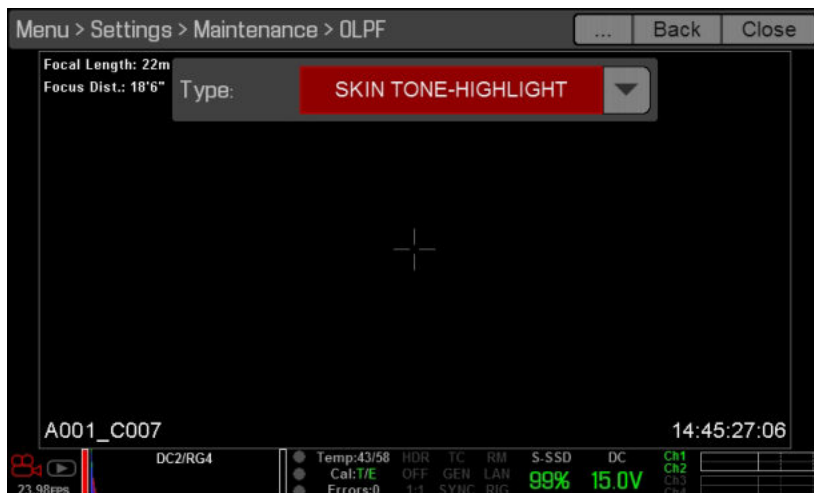 Menu > Settings > Maintenance > OLPF ... Back Close
Focal Length: 22m
Focus Dist.: 18'6"
Type: SKIN TONE-HIGHLIGHT
A001_C007 14:45:27:06
DC2/RG4 Temp:43/58 HDR TC RM S-SSD DC Ch1
Cal:T/E OFF GEN LAN 99% 15.0V Ch2
23.98FPS Errors:0 1:1 SYNC RIG Ch3
Ch4